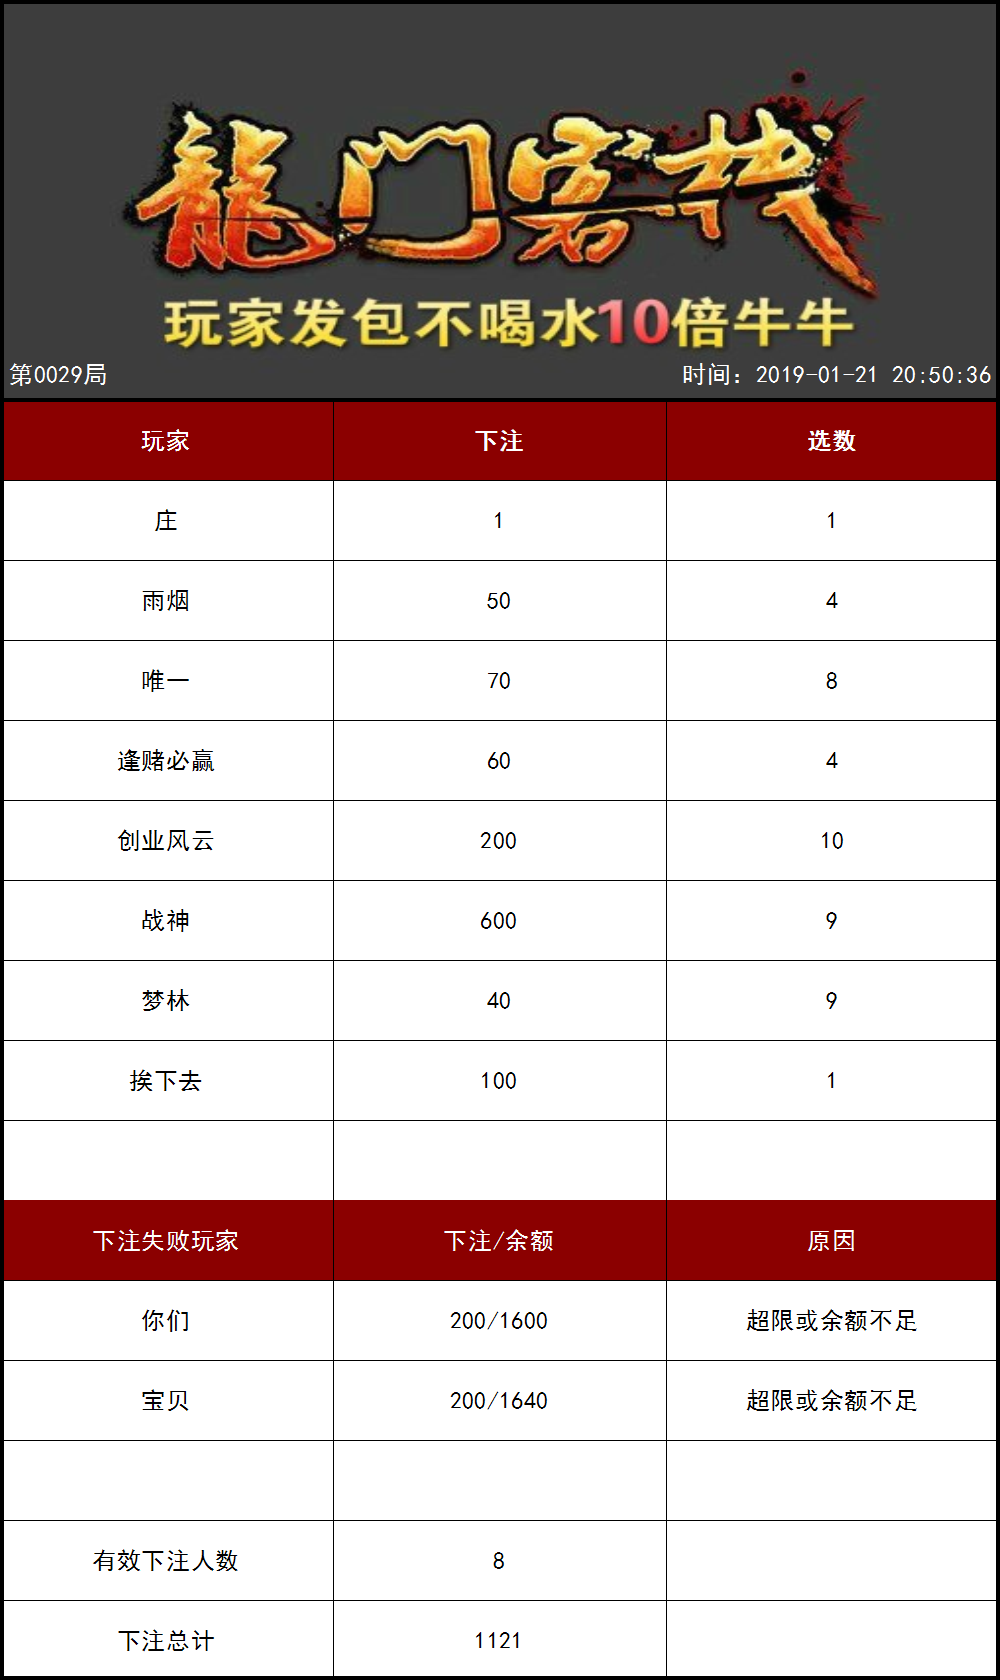 龍门客栈
玩家发包不喝水10倍牛牛
第0029局 时间：2019-01-21 20:50:36
玩家 下注 选数
庄 1 1
雨烟 50 4
唯一 70 8
逢赌必赢 60 4
创业风云 200 10
战神 600 9
梦林 40 9
挨下去 100 1
下注失败玩家 下注/余额 原因
你们 200/1600 超限或余额不足
宝贝 200/1640 超限或余额不足
有效下注人数 8
下注总计 1121